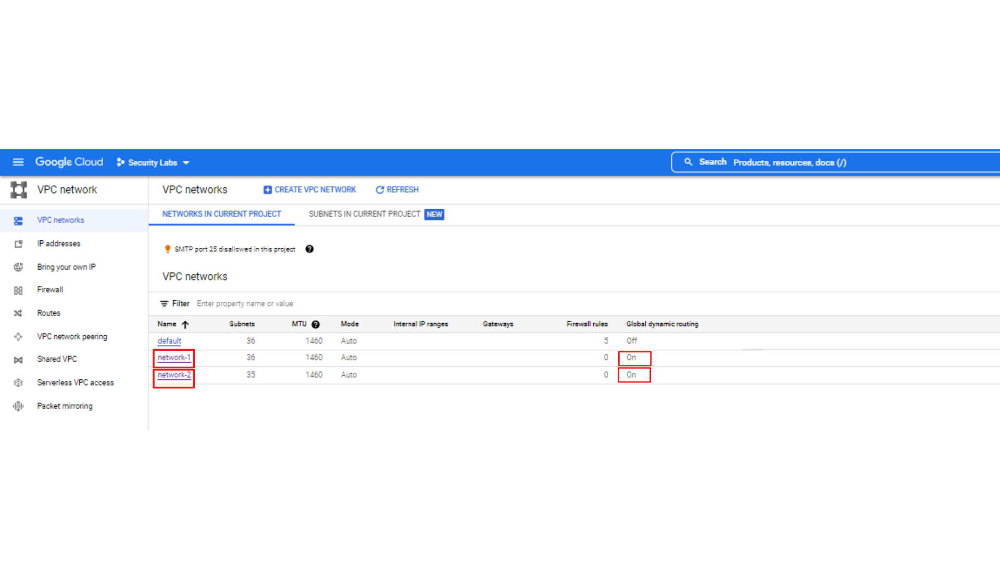 Google Cloud Security Labs Search Products, resources, docs (/)
VPC network
VPC networks
IP addresses
Bring your own IP
Firewall
Routes
VPC network peering
Shared VPC
Serverless VPC access
Packet mirroring
VPC networks CREATE VPC NETWORK REFRESH
NETWORKS IN CURRENT PROJECT SUBNETS IN CURRENT PROJECT NEW
SMTP port 25 disallowed in this project ?
VPC networks
Filter Enter property name or value
Name Subnets MTU ? Mode Internal IP ranges Gateways Firewall rules Global dynamic routing
default 36 1460 Auto 5 Off
network-1 36 1460 Auto 0 On
network-2 35 1460 Auto 0 On